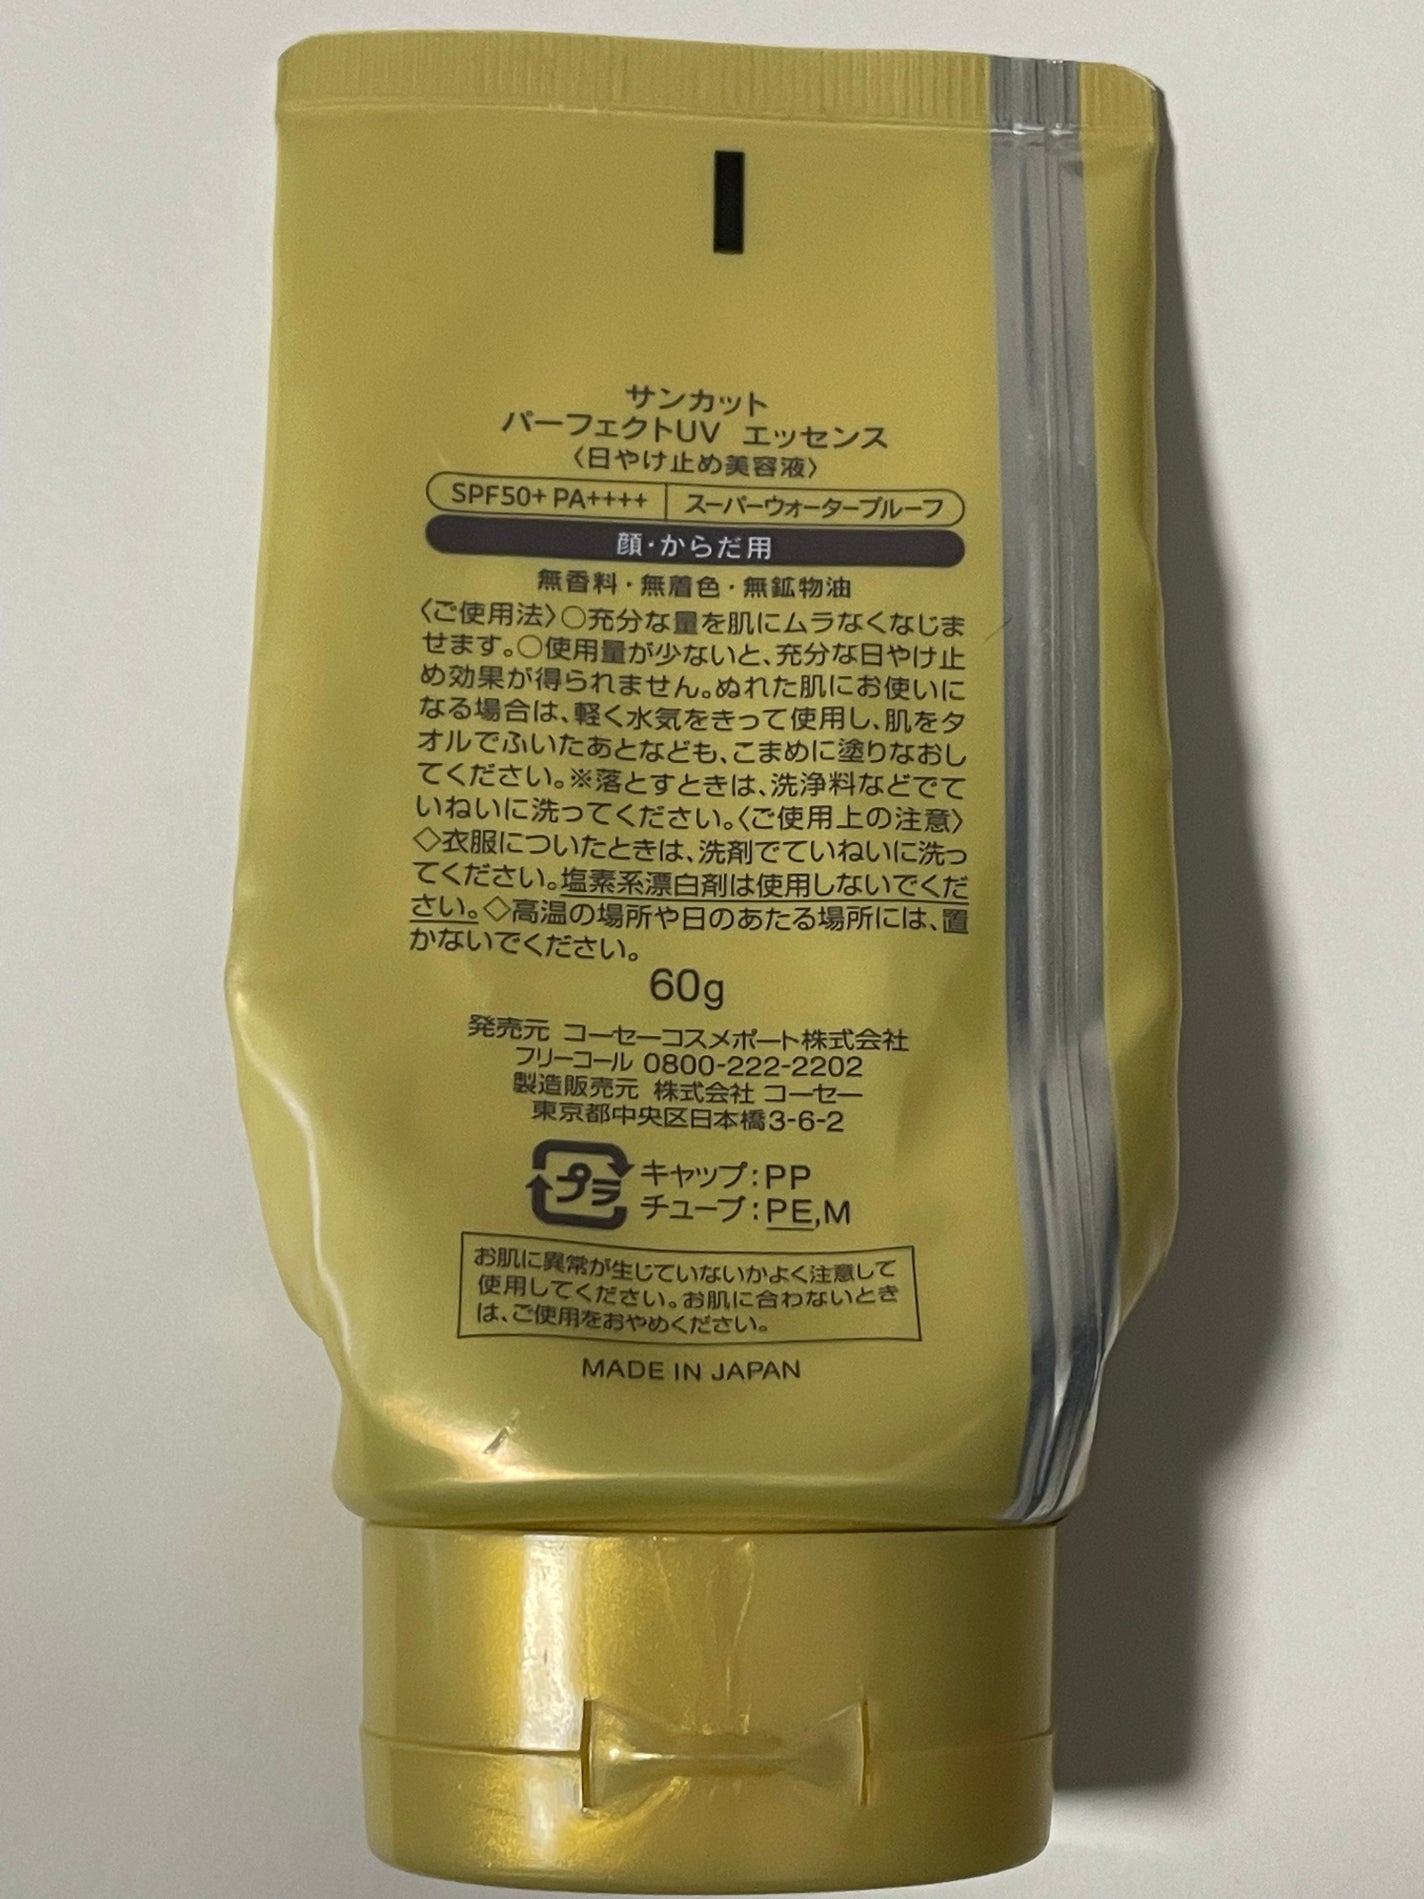 サンカット
パーフェクトUV エッセンス
〈日やけ止め美容液〉
SPF50+ PA++++ スーパーウォータープルーフ
顔・からだ用
無香料・無着色・無鉱物油
〈ご使用法〉○充分な量を肌にムラなくなじま
せます。○使用量が少ないと、充分な日やけ止
め効果が得られません。ぬれた肌にお使いに
なる場合は、軽く水気をきって使用し、肌をタ
オルでふいたあとなども、こまめに塗りなおし
てください。※落とすときは、洗浄料などでて
いねいに洗ってください。〈ご使用上の注意〉
◇衣服についたときは、洗剤でていねいに洗っ
てください。塩素系漂白剤は使用しないでくだ
さい。◇高温の場所や日のあたる場所には、置
かないでください。
60g
発売元 コーセーコスメポート株式会社
フリーコール 0800-222-2202
製造販売元 株式会社 コーセー
東京都中央区日本橋3-6-2
プラ キャップ:PP
チューブ:PE,M
お肌に異常が生じていないかよく注意して
使用してください。お肌に合わないとき
は、ご使用をおやめください。
MADE IN JAPAN